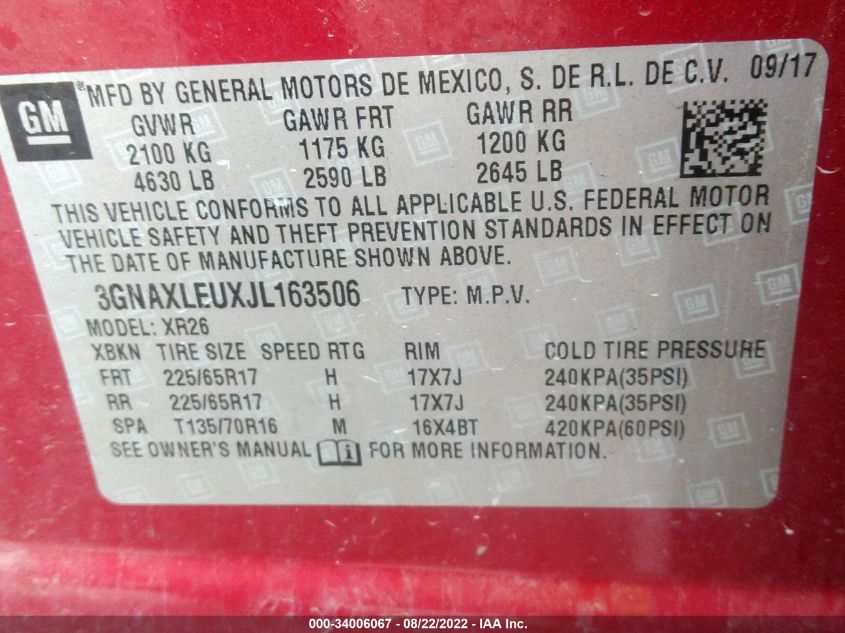 GM
® MFD BY GENERAL MOTORS DE MEXICO, S. DE R.L. DE C.V. 09/17
GVWR GAWR FRT GAWR RR
2100 KG 1175 KG 1200 KG
4630 LB 2590 LB 2645 LB
THIS VEHICLE CONFORMS TO ALL APPLICABLE U.S. FEDERAL MOTOR
VEHICLE SAFETY AND THEFT PREVENTION STANDARDS IN EFFECT ON
THE DATE OF MANUFACTURE SHOWN ABOVE.
3GNAXLEUXJL163506 TYPE: M.P.V.
MODEL: XR26
XBKN TIRE SIZE SPEED RTG RIM COLD TIRE PRESSURE
FRT 225/65R17 H 17X7J 240KPA(35PSI)
RR 225/65R17 H 17X7J 240KPA(35PSI)
SPA T135/70R16 M 16X4BT 420KPA(60PSI)
SEE OWNER'S MANUAL i FOR MORE INFORMATION.
000-34006067 - 08/22/2022 - IAA Inc.